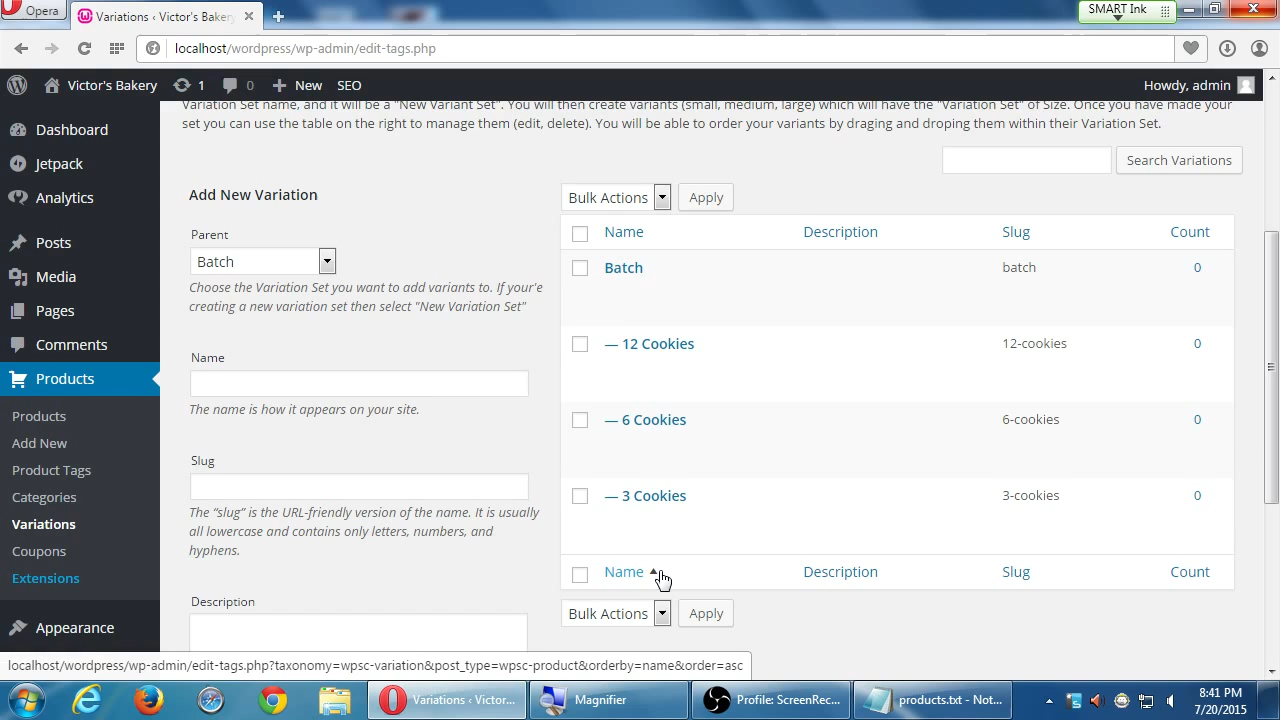 Opera
Variations ‹ Victor's Bakery
SMART Ink
localhost/wordpress/wp-admin/edit-tags.php
Victor's Bakery
1
0
New
SEO
Howdy, admin
Variation Set name, and it will be a "New Variant Set". You will then create variants (small, medium, large) which will have the "Variation Set" of Size. Once you have made your
set you can use the table on the right to manage them (edit, delete). You will be able to order your variants by draging and droping them within their Variation Set.
Dashboard
Jetpack
Analytics
Posts
Media
Pages
Comments
Products
Products
Add New
Product Tags
Categories
Variations
Coupons
Extensions
Appearance
Search Variations
Add New Variation
Parent
Batch
Choose the Variation Set you want to add variants to. If your'e
creating a new variation set then select "New Variation Set"
Name
The name is how it appears on your site.
Slug
The “slug” is the URL-friendly version of the name. It is usually
all lowercase and contains only letters, numbers, and
hyphens.
Description
Bulk Actions
Apply
Name Description Slug Count
Batch batch 0
— 12 Cookies 12-cookies 0
— 6 Cookies 6-cookies 0
— 3 Cookies 3-cookies 0
Name Description Slug Count
Bulk Actions
Apply
localhost/wordpress/wp-admin/edit-tags.php?taxonomy=wpsc-variation&post_type=wpsc-product&orderby=name&order=asc
Variations ‹ Victor...
Magnifier
Profile: ScreenRec...
products.txt - Not...
8:41 PM
7/20/2015